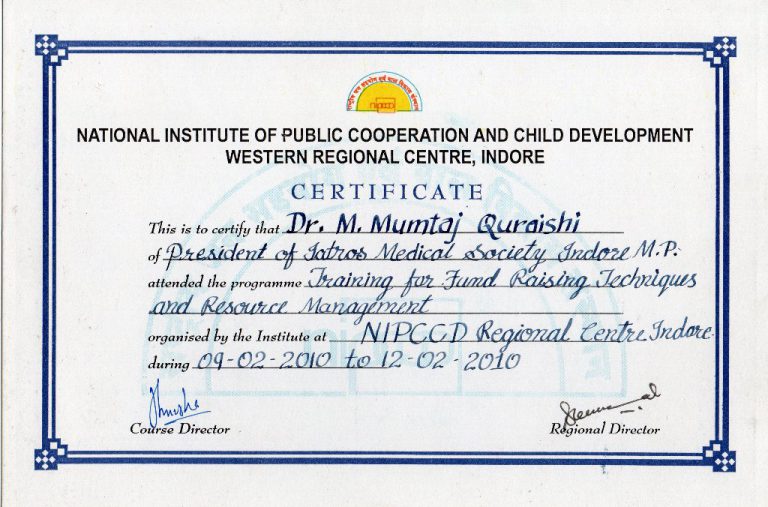 nipccd
NATIONAL INSTITUTE OF PUBLIC COOPERATION AND CHILD DEVELOPMENT
WESTERN REGIONAL CENTRE, INDORE
CERTIFICATE
This is to certify that Dr. M. Mumtaj Quraishi
of President of Iatros Medical Society Indore M.P.
attended the programme Training for Fund Raising Techniques
and Resource Management
organised by the Institute at NIPCCD Regional Centre Indore
during 09-02-2010 to 12-02-2010
Course Director
Regional Director